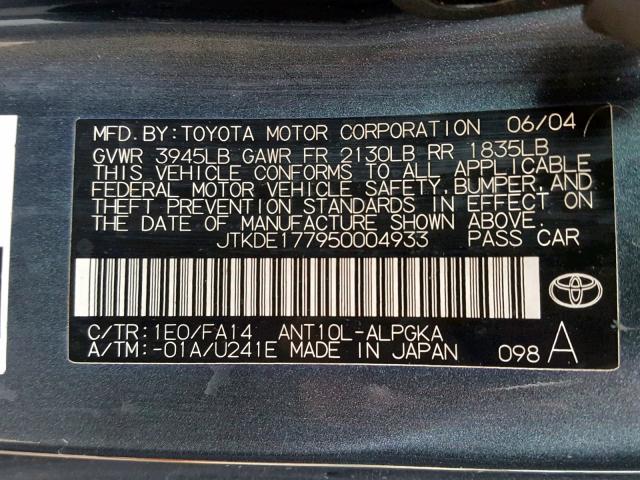 MFD. BY: TOYOTA MOTOR CORPORATION 06/04
GVWR 3945LB GAWR FR 2130LB RR 1835LB
THIS VEHICLE CONFORMS TO ALL APPLICABLE
FEDERAL MOTOR VEHICLE SAFETY, BUMPER, AND
THEFT PREVENTION STANDARDS IN EFFECT ON
THE DATE OF MANUFACTURE SHOWN ABOVE.
JTKDE177950004933 PASS CAR
C/TR: 1E0/FA14 ANT10L-ALPGKA
A/TM: -01A/U241E MADE IN JAPAN 098 A